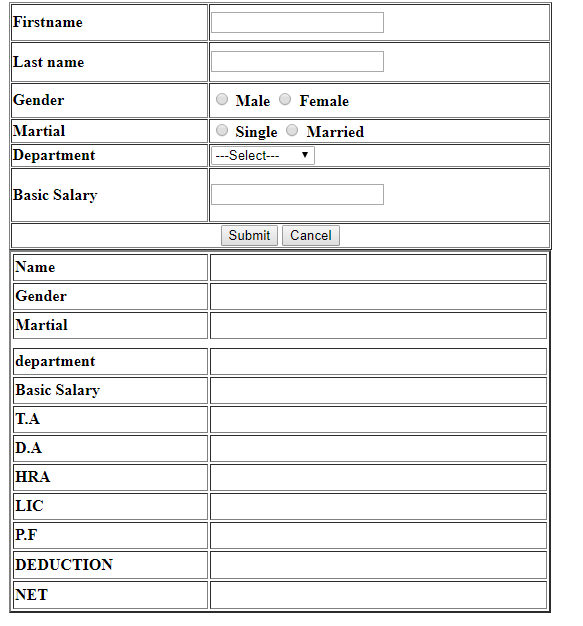 Firstname
Last name
Gender Male Female
Martial Single Married
Department ---Select---
Basic Salary
Submit Cancel
Name
Gender
Martial
department
Basic Salary
T.A
D.A
HRA
LIC
P.F
DEDUCTION
NET